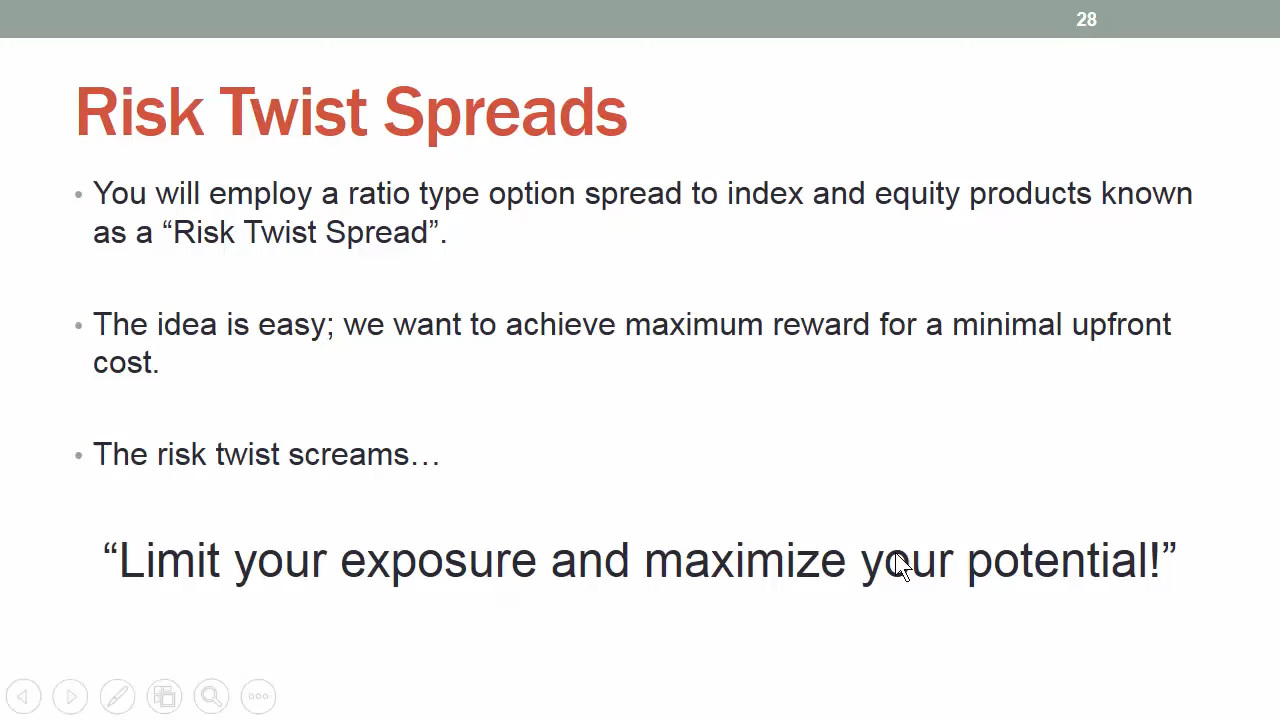 28
Risk Twist Spreads
• You will employ a ratio type option spread to index and equity products known
as a “Risk Twist Spread”.
• The idea is easy; we want to achieve maximum reward for a minimal upfront
cost.
• The risk twist screams…
“Limit your exposure and maximize your potential!”